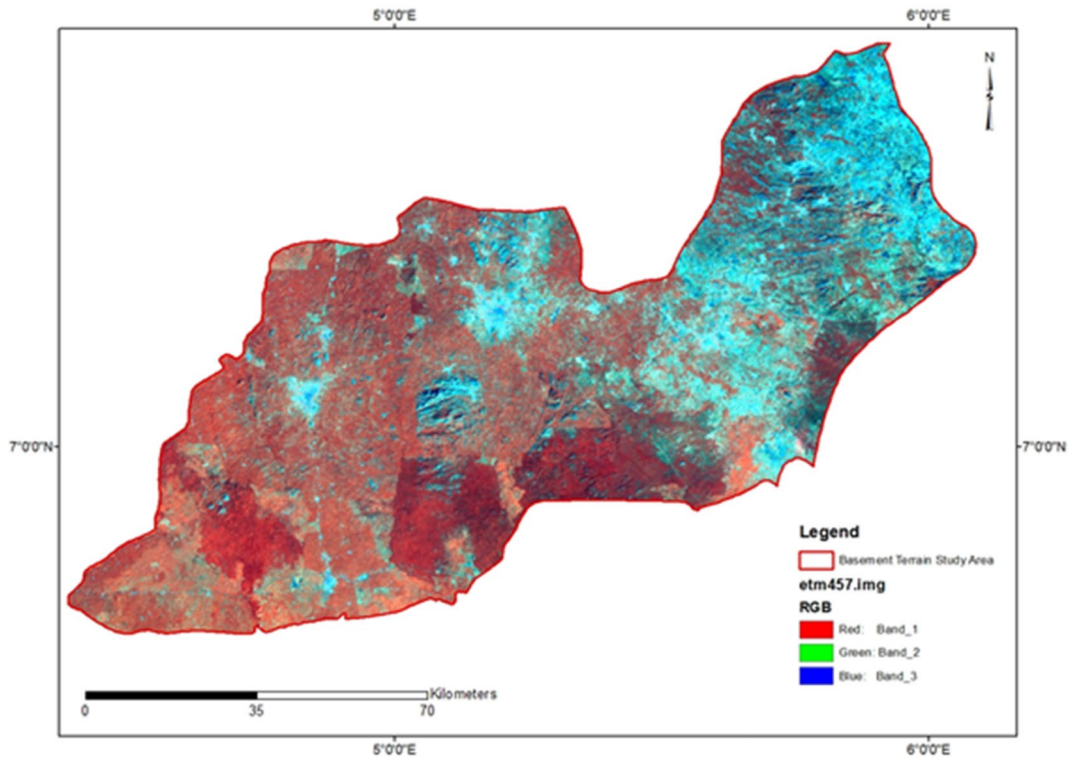 5°0'0"E 6°0'0"E
N
7°0'0"N 7°0'0"N
Legend
Basement Terrain Study Area
etm457.img
RGB
Red: Band_1
Green: Band_2
Blue: Band_3
Kilometers
0 35 70
5°0'0"E 6°0'0"E